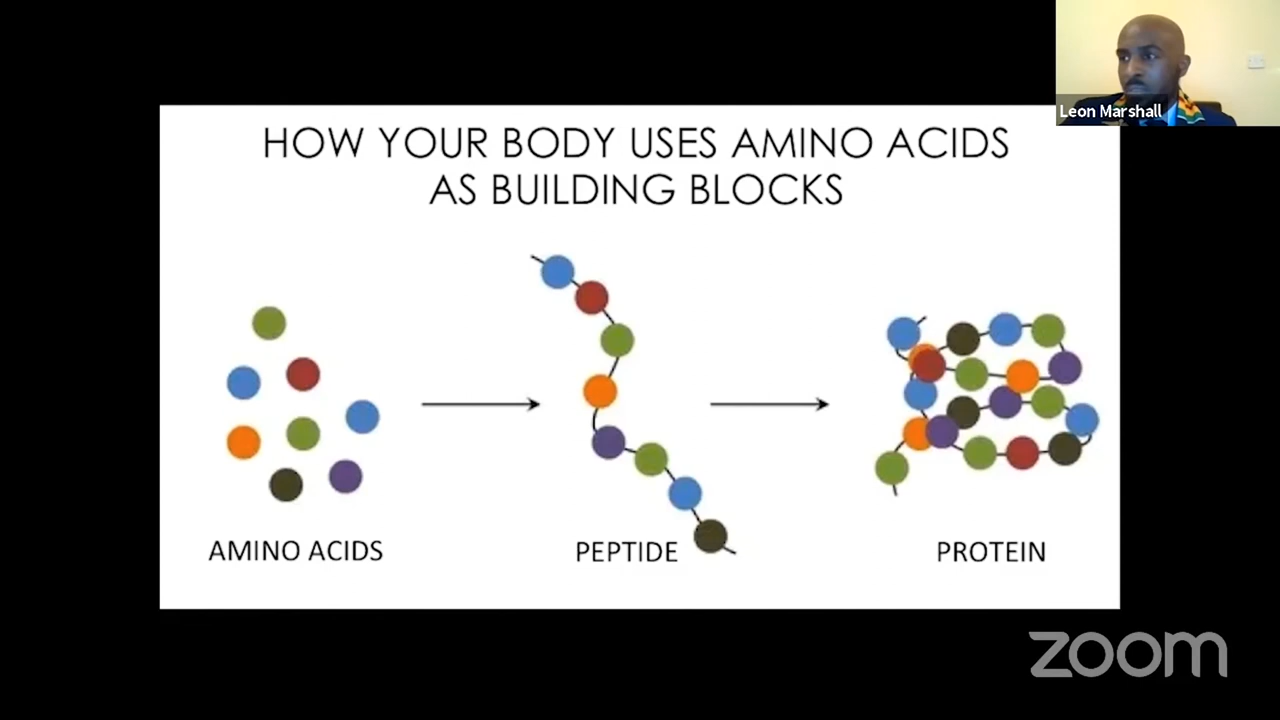 Leon Marshall
HOW YOUR BODY USES AMINO ACIDS
AS BUILDING BLOCKS
AMINO ACIDS
PEPTIDE
PROTEIN
zoom